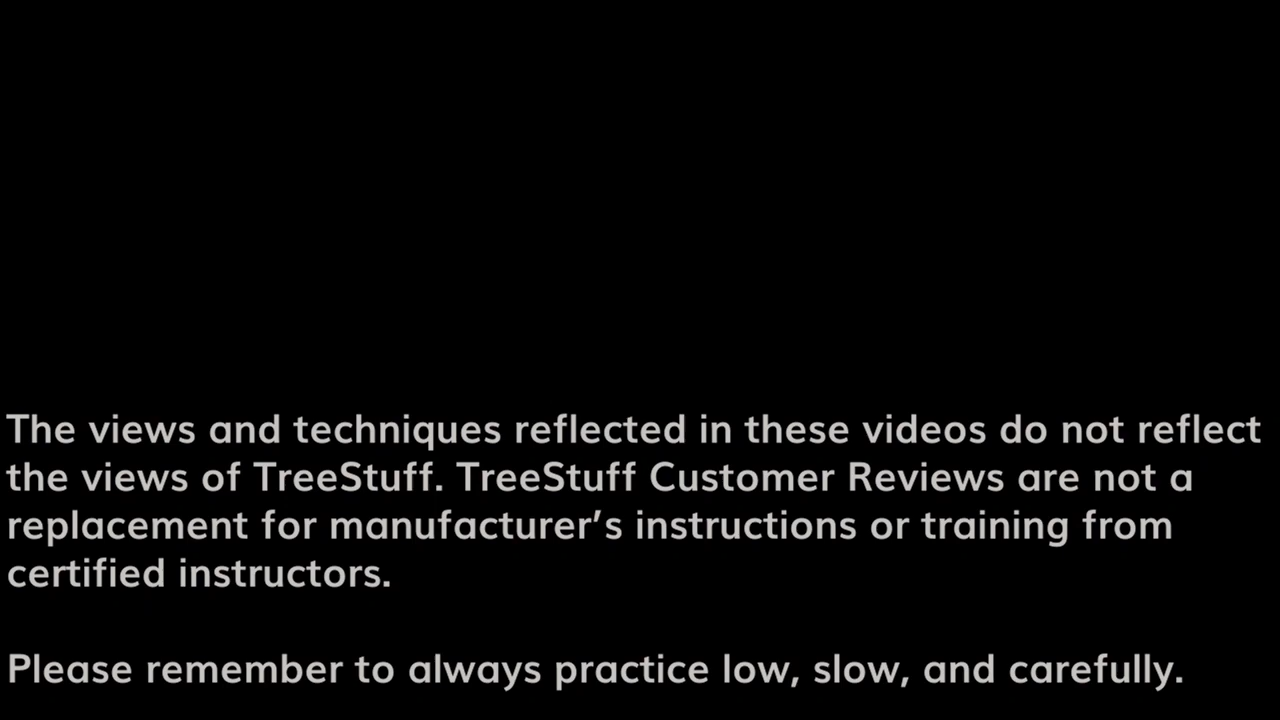 The views and techniques reflected in these videos do not reflect
the views of TreeStuff. TreeStuff Customer Reviews are not a
replacement for manufacturer’s instructions or training from
certified instructors.
Please remember to always practice low, slow, and carefully.